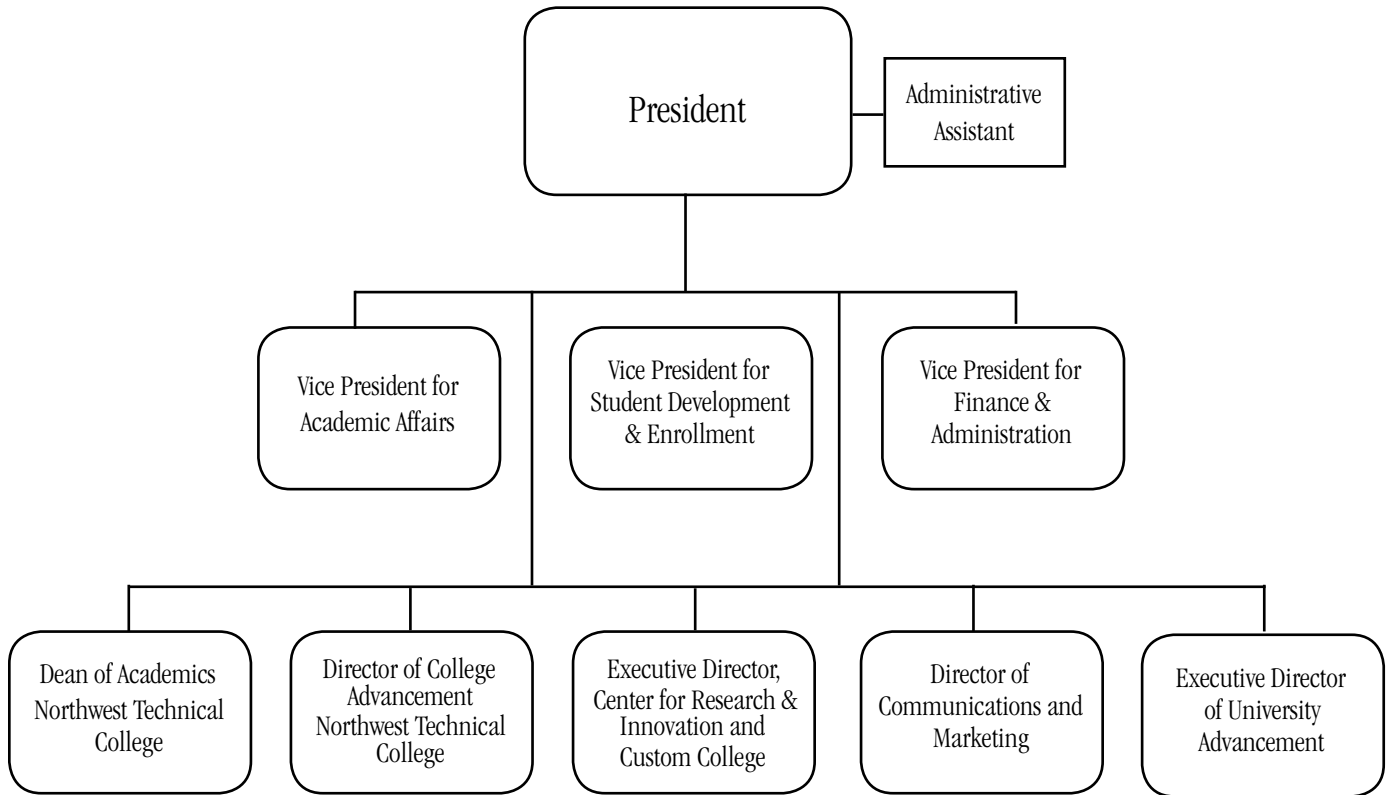 President
Administrative
Assistant
Vice President for
Academic Affairs
Vice President for
Student Development
& Enrollment
Vice President for
Finance &
Administration
Dean of Academics
Northwest Technical
College
Director of College
Advancement
Northwest Technical
College
Executive Director,
Center for Research &
Innovation and
Custom College
Director of
Communications and
Marketing
Executive Director
of University
Advancement